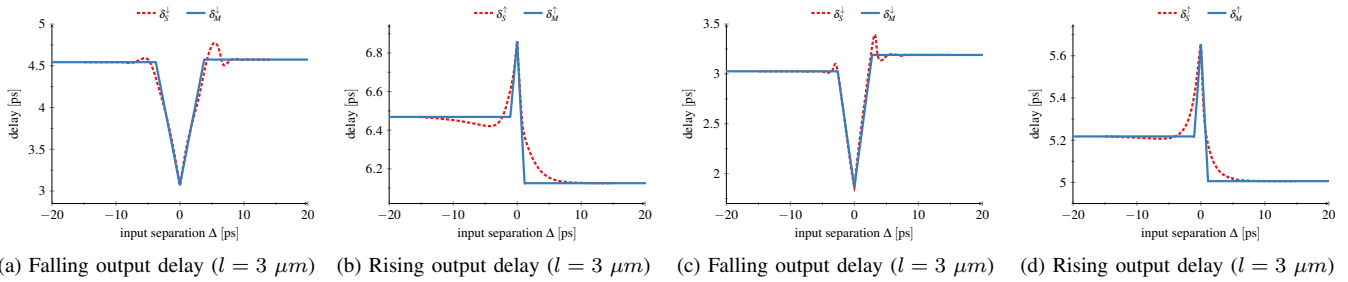 δ_S^↓ δ_M^↓
5
4.5
4
3.5
3
delay [ps]
−20 −10 0 10 20
input separation Δ [ps]
(a) Falling output delay (l = 3 μm)
δ_S^↑ δ_M^↑
6.8
6.6
6.4
6.2
delay [ps]
−20 −10 0 10 20
input separation Δ [ps]
(b) Rising output delay (l = 3 μm)
δ_S^↓ δ_M^↓
3.5
3
2.5
2
delay [ps]
−20 −10 0 10 20
input separation Δ [ps]
(c) Falling output delay (l = 3 μm)
δ_S^↑ δ_M^↑
5.6
5.4
5.2
5
delay [ps]
−20 −10 0 10 20
input separation Δ [ps]
(d) Rising output delay (l = 3 μm)